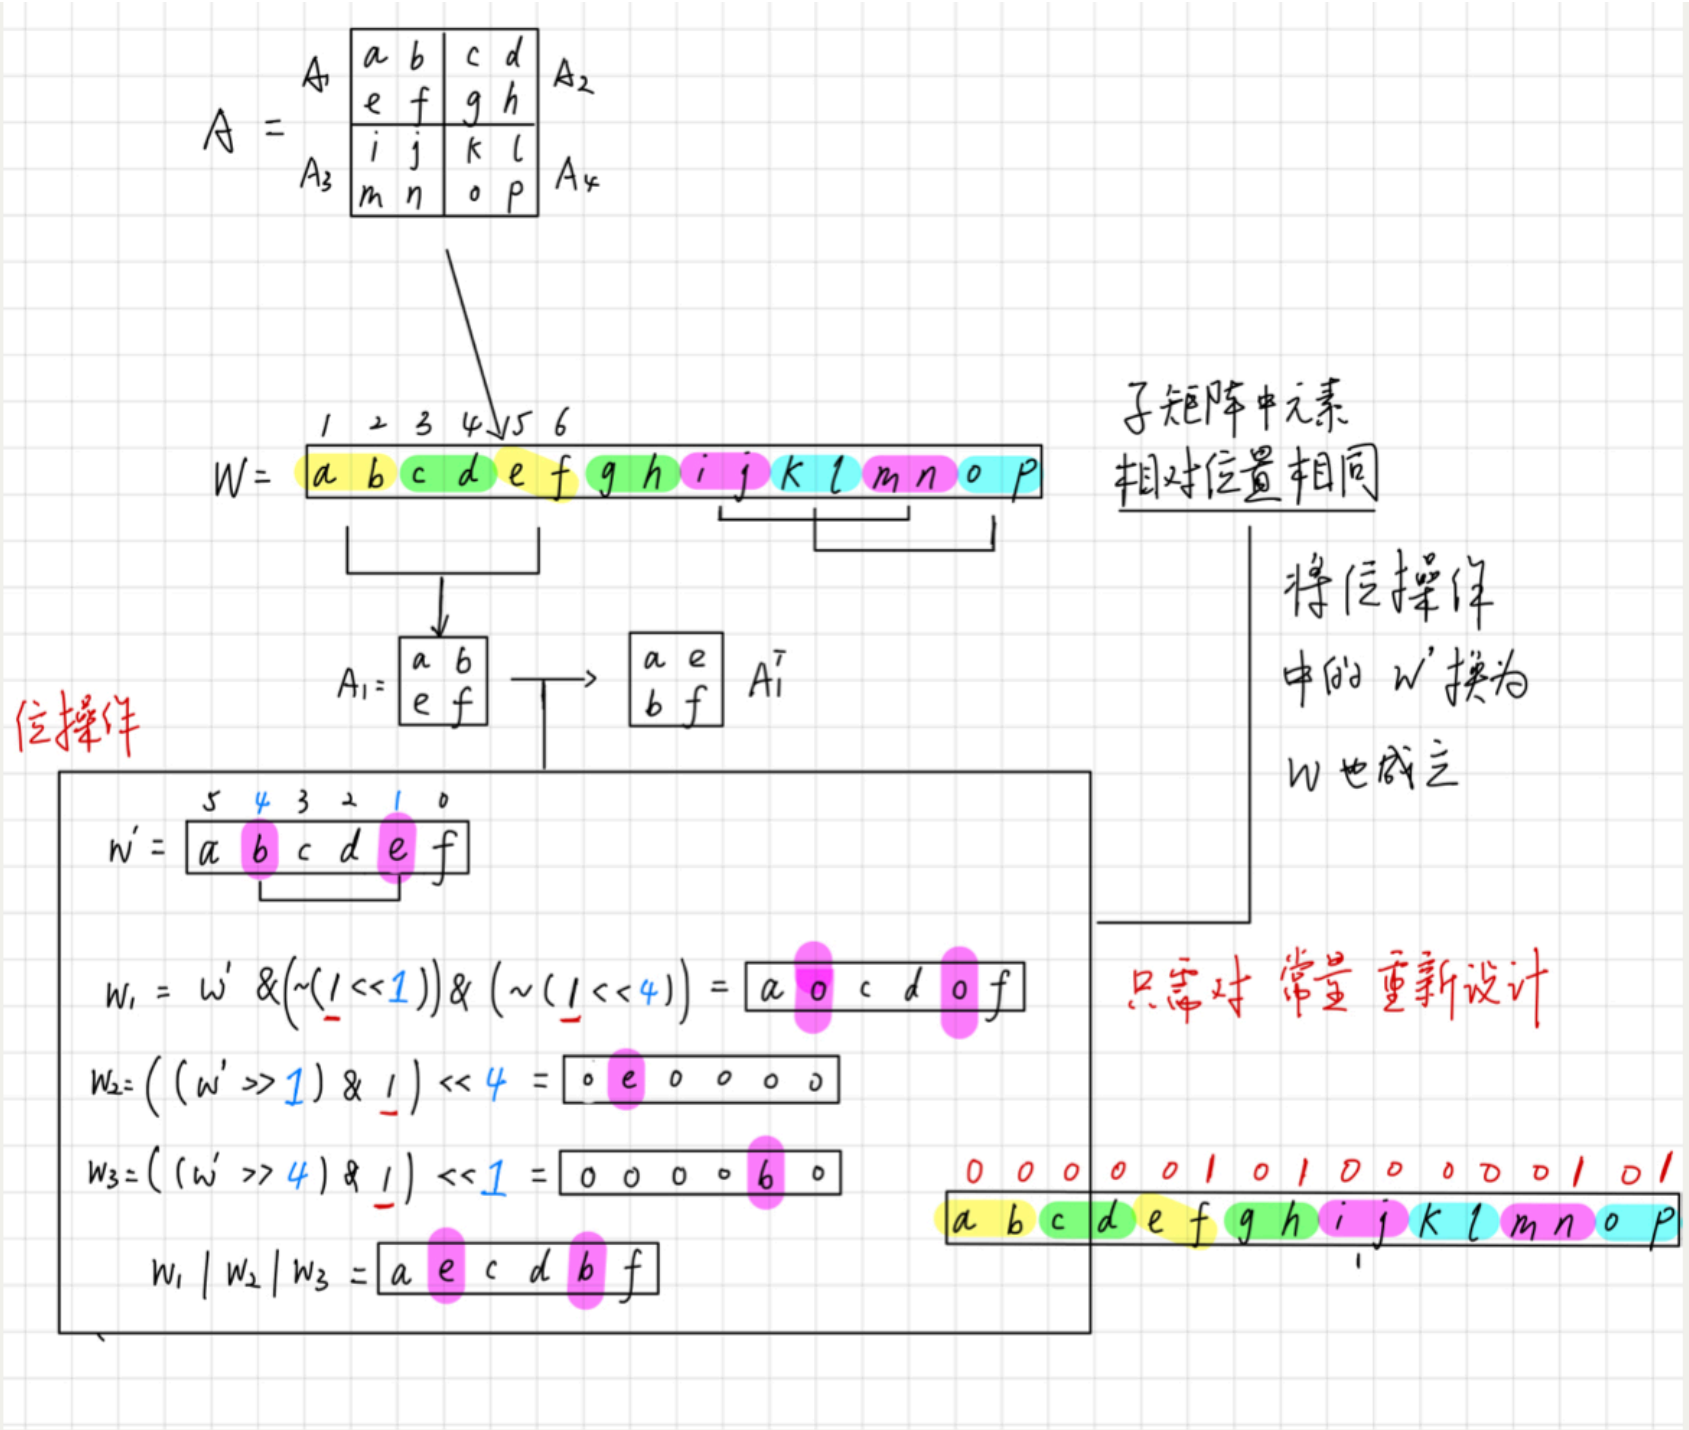 A₁ a b c d A₂
e f g h
A =
i j k l
A₃ m n o p A₄
1 2 3 4 5 6
W = a b c d e f g h i j k l m n o p
子矩阵中元素
相对位置相同
将位操作
中的 W' 换为
W 也成立
A₁ = a b
e f
a e
b f
A₁ᵀ
位操作
5 4 3 2 1 0
W' = a b c d e f
W₁ = W' & (~(1<<1)) & (~(1<<4)) = a 0 c d 0 f
只需对 常量 重新设计
W₂ = ((W' >> 1) & 1) << 4 = 0 e 0 0 0 0
W₃ = ((W' >> 4) & 1) << 1 = 0 0 0 0 b 0
0 0 0 0 0 1 0 1 0 0 0 0 0 1 0 1
a b c d e f g h i j k l m n o p
W₁ | W₂ | W₃ = a e c d b f